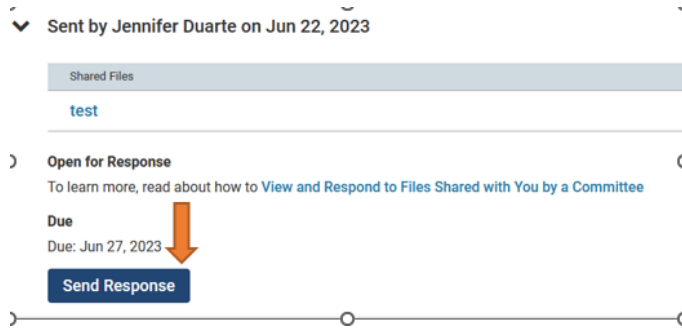 Sent by Jennifer Duarte on Jun 22, 2023
Shared Files
test
Open for Response
To learn more, read about how to View and Respond to Files Shared with You by a Committee
Due
Due: Jun 27, 2023
Send Response